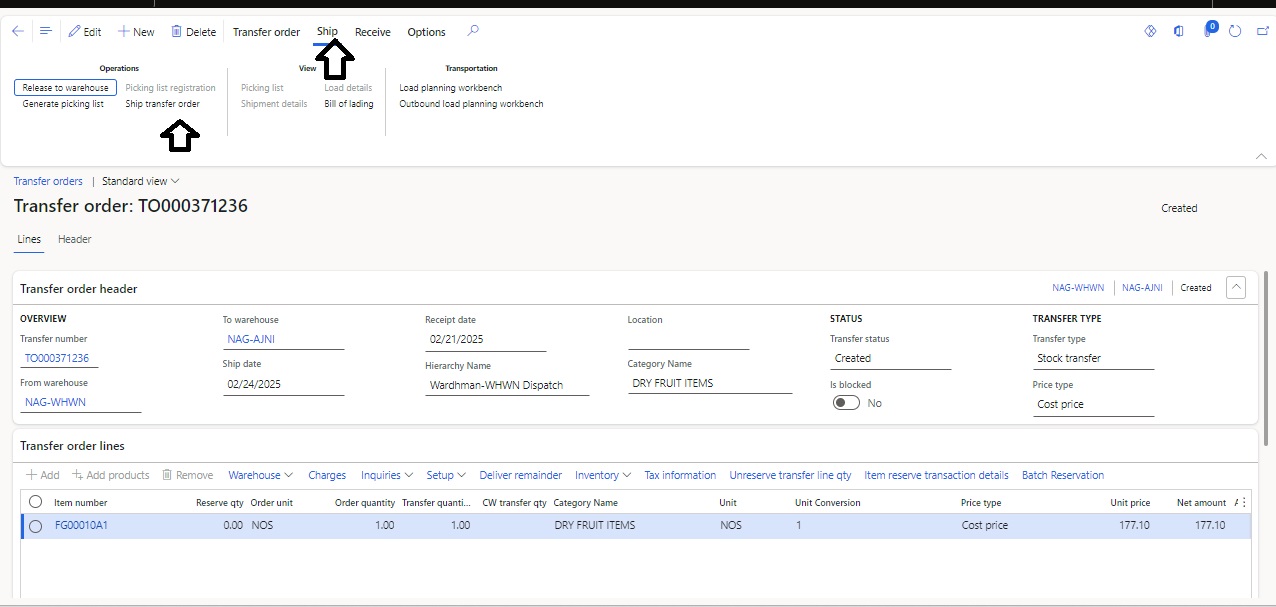 Edit New Delete Transfer order Ship Receive Options
0
Operations View Transportation
Release to warehouse Picking list registration Picking list Load details Load planning workbench
Generate picking list Ship transfer order Shipment details Bill of lading Outbound load planning workbench
Transfer orders | Standard view
Transfer order: TO000371236
Created
Lines Header
Transfer order header NAG-WHWN NAG-AJNI Created
OVERVIEW To warehouse Receipt date Location STATUS TRANSFER TYPE
Transfer number NAG-AJNI 02/21/2025 Transfer status Transfer type
TO000371236 Ship date Hierarchy Name Category Name Created Stock transfer
From warehouse 02/24/2025 Wardhman-WHWN Dispatch DRY FRUIT ITEMS Is blocked Price type
NAG-WHWN No Cost price
Transfer order lines
Add Add products Remove Warehouse Charges Inquiries Setup Deliver remainder Inventory Tax information Unreserve transfer line qty Item reserve transaction details Batch Reservation
Item number Reserve qty Order unit Order quantity Transfer quanti... CW transfer qty Category Name Unit Unit Conversion Price type Unit price Net amount
FG00010A1 0.00 NOS 1.00 1.00 DRY FRUIT ITEMS NOS 1 Cost price 177.10 177.10